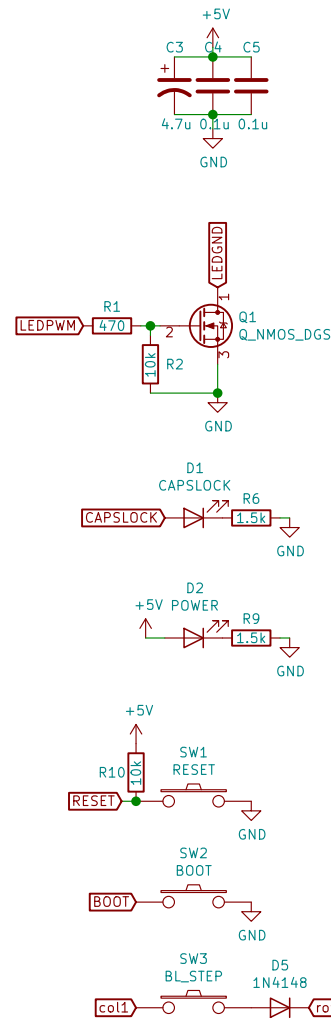 +5V
C3 C4 C5
+
4.7u 0.1u 0.1u
GND
LEDGND
1
R1
LEDPWM
470
2
Q1
Q_NMOS_DGS
10k
R2
3
GND
D1
CAPSLOCK
R6
CAPSLOCK
1.5k
GND
D2
+5V POWER
R9
1.5k
GND
+5V
R10
10k
SW1
RESET
RESET
GND
SW2
BOOT
BOOT
GND
SW3
BL_STEP
D5
1N4148
col1
ro